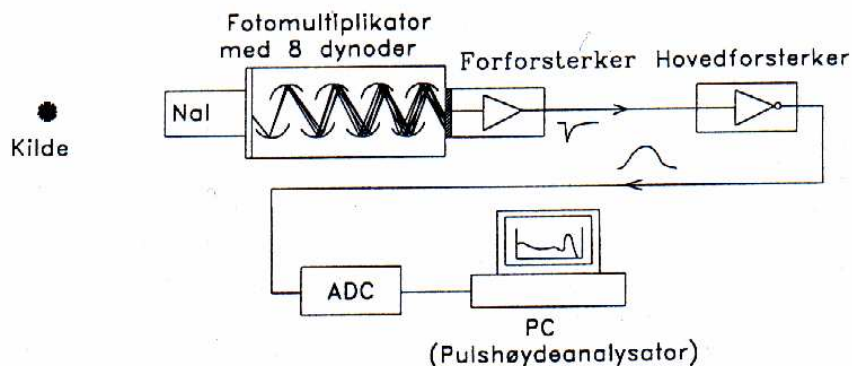 Fotomultiplikator
med 8 dynoder
Forforsterker
Hovedforsterker
NaI
Kilde
ADC
PC
(Pulshøydeanalysator)